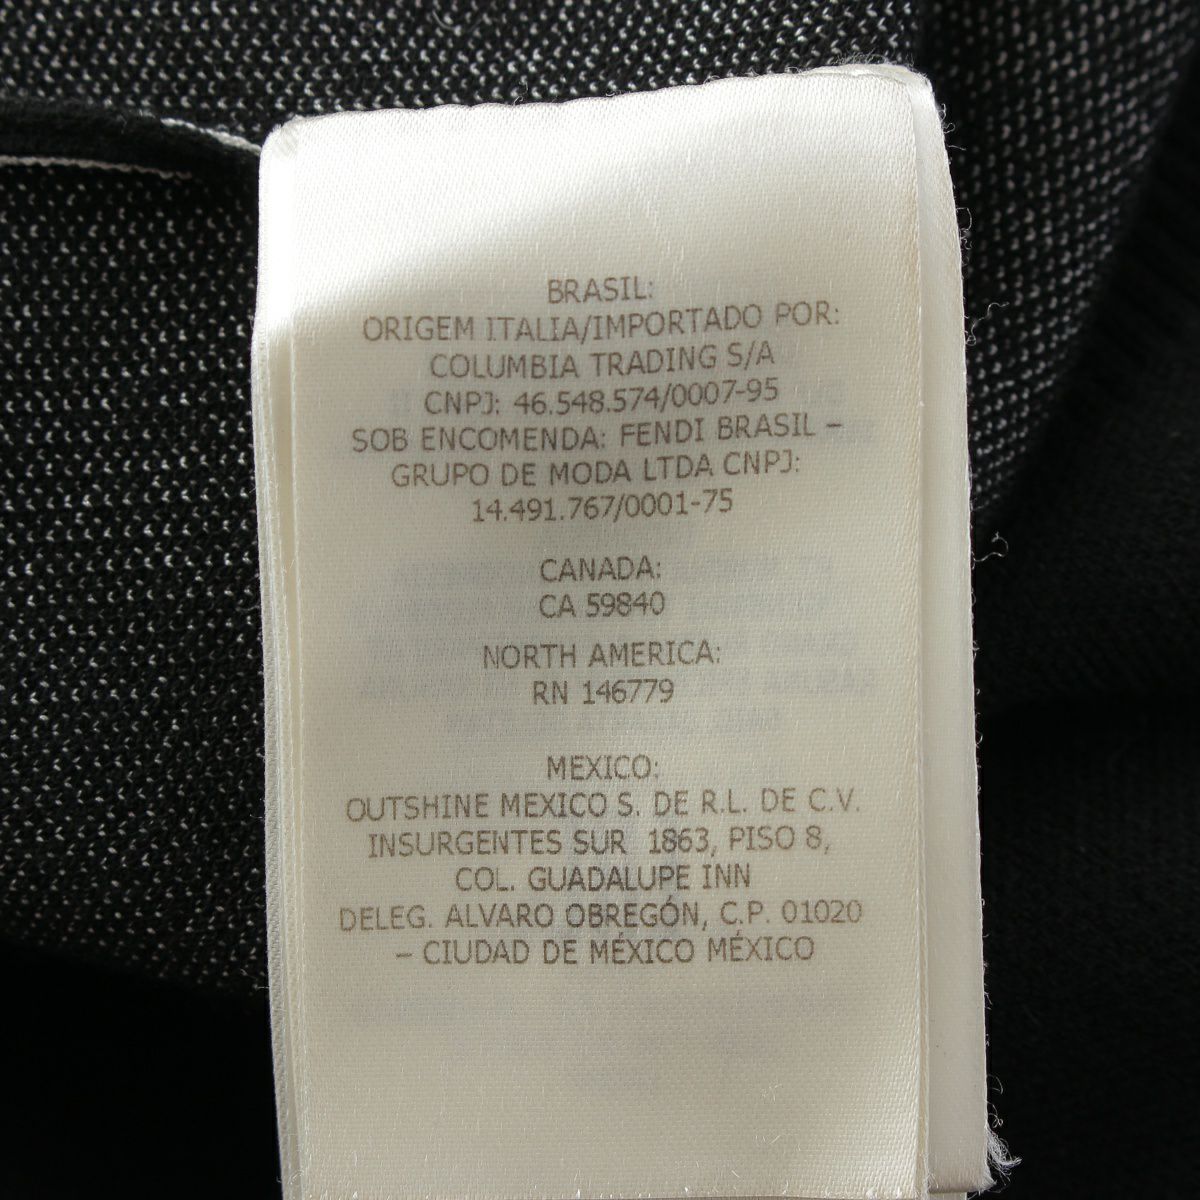 BRASIL:
ORIGEM ITALIA/IMPORTADO POR:
COLUMBIA TRADING S/A
CNPJ: 46.548.574/0007-95
SOB ENCOMENDA: FENDI BRASIL –
GRUPO DE MODA LTDA CNPJ:
14.491.767/0001-75
CANADA:
CA 59840
NORTH AMERICA:
RN 146779
MEXICO:
OUTSHINE MEXICO S. DE R.L. DE C.V.
INSURGENTES SUR 1863, PISO 8,
COL. GUADALUPE INN
DELEG. ALVARO OBREGÓN, C.P. 01020
– CIUDAD DE MÉXICO MÉXICO